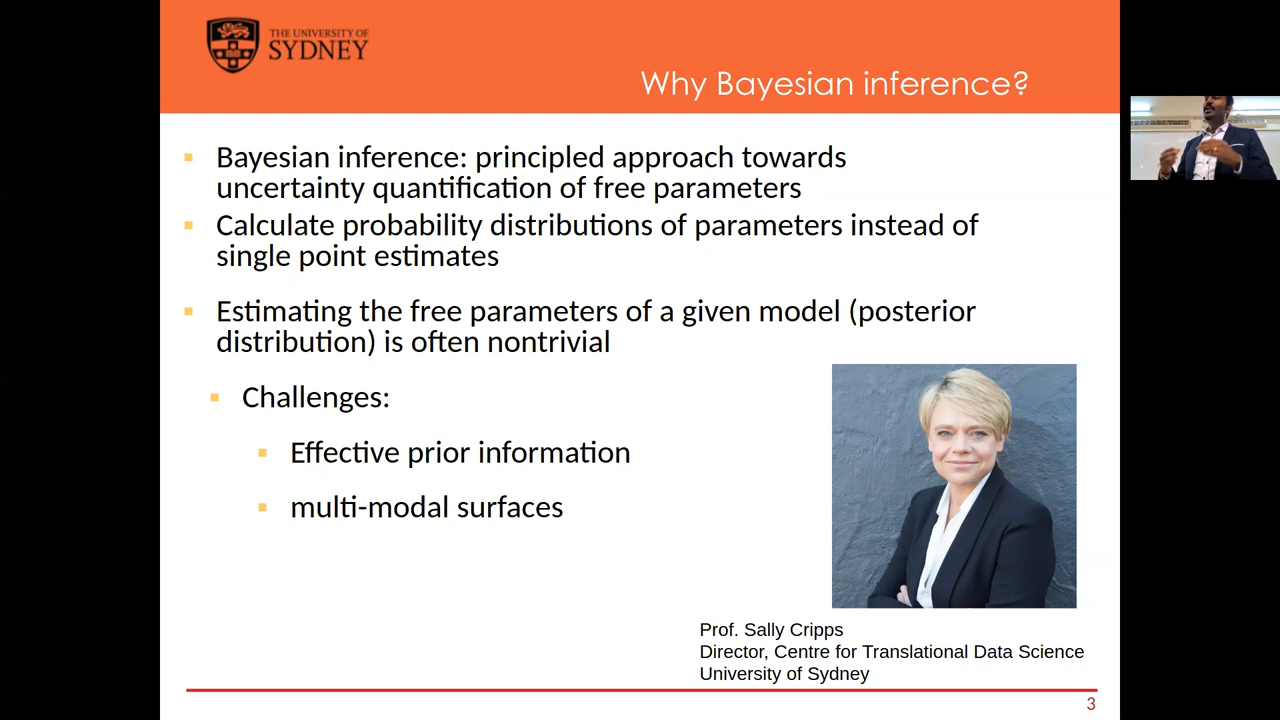 THE UNIVERSITY OF
SYDNEY
Why Bayesian inference?
Bayesian inference: principled approach towards
uncertainty quantification of free parameters
Calculate probability distributions of parameters instead of
single point estimates
Estimating the free parameters of a given model (posterior
distribution) is often nontrivial
Challenges:
Effective prior information
multi-modal surfaces
Prof. Sally Cripps
Director, Centre for Translational Data Science
University of Sydney
3